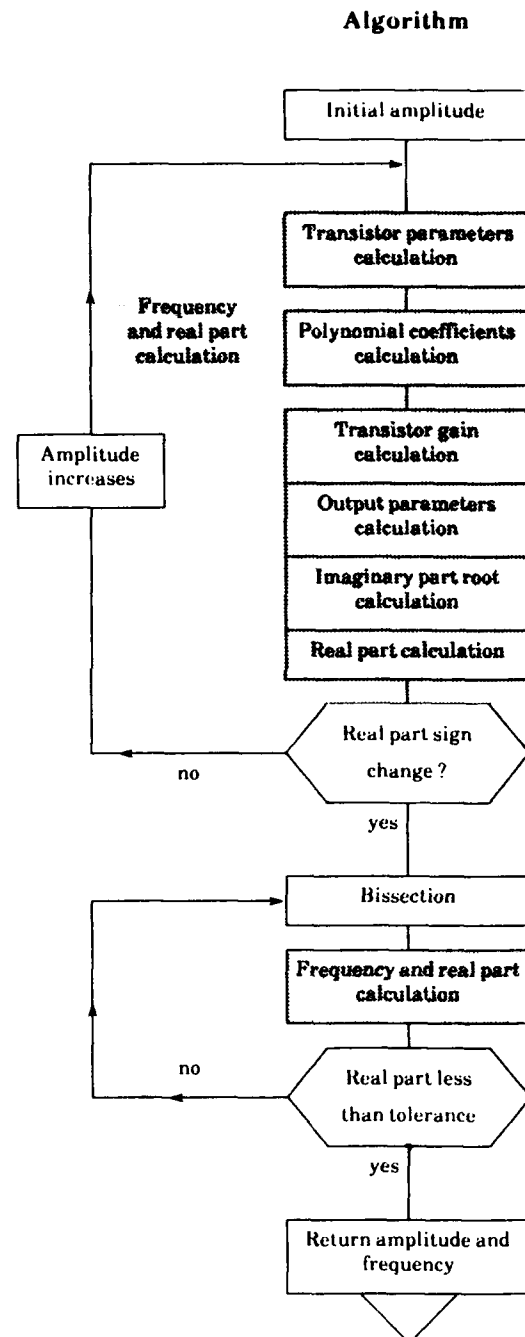 Algorithm
Initial amplitude
Transistor parameters
calculation
Frequency
and real part
calculation
Polynomial coefficients
calculation
Transistor gain
calculation
Amplitude
increases
Output parameters
calculation
Imaginary part root
calculation
Real part calculation
Real part sign
change ?
no
yes
Bissection
Frequency and real part
calculation
no
Real part less
than tolerance
yes
Return amplitude and
frequency